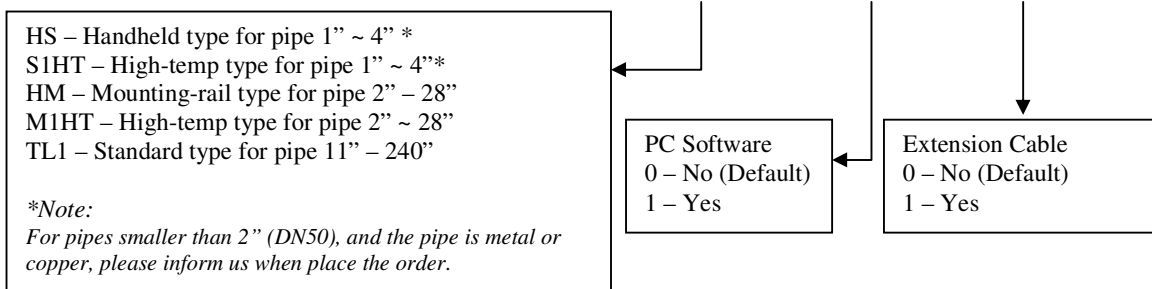 HS – Handheld type for pipe 1” ~ 4” *
S1HT – High-temp type for pipe 1” ~ 4”*
HM – Mounting-rail type for pipe 2” – 28”
M1HT – High-temp type for pipe 2” ~ 28”
TL1 – Standard type for pipe 11” – 240”
*Note:
For pipes smaller than 2” (DN50), and the pipe is metal or
copper, please inform us when place the order.
PC Software
0 – No (Default)
1 – Yes
Extension Cable
0 – No (Default)
1 – Yes